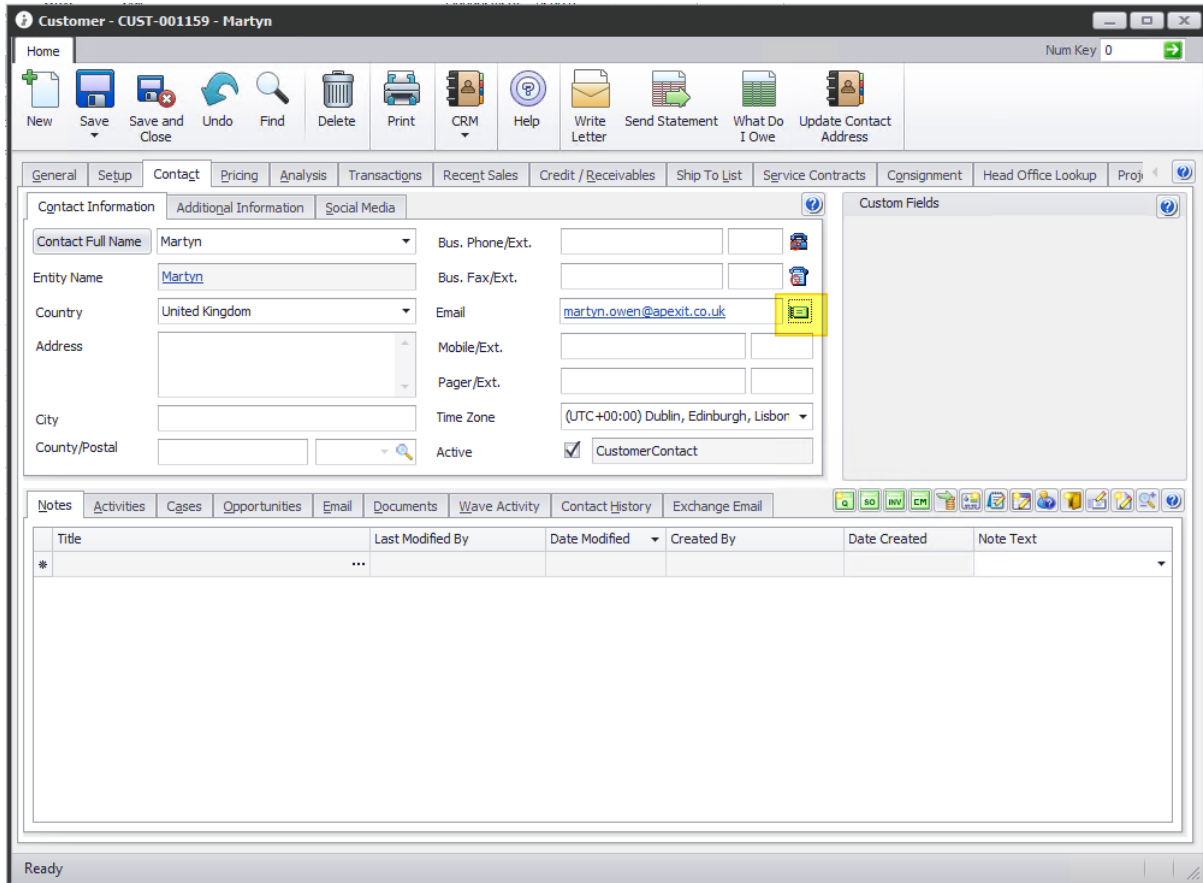 Customer - CUST-001159 - Martyn
Home
Num Key 0
New Save Save and Close Undo Find Delete Print CRM Help Write Letter Send Statement What Do I Owe Update Contact Address
General Setup Contact Pricing Analysis Transactions Recent Sales Credit / Receivables Ship To List Service Contracts Consignment Head Office Lookup Proj
Contact Information Additional Information Social Media
Custom Fields
Contact Full Name Martyn Bus. Phone/Ext.
Entity Name Martyn Bus. Fax/Ext.
Country United Kingdom Email martyn.owen@apexit.co.uk
Address Mobile/Ext.
Pager/Ext.
City Time Zone (UTC+00:00) Dublin, Edinburgh, Lisbon
County/Postal Active CustomerContact
Notes Activities Cases Opportunities Email Documents Wave Activity Contact History Exchange Email Q SO INV CM
Title Last Modified By Date Modified Created By Date Created Note Text
Ready